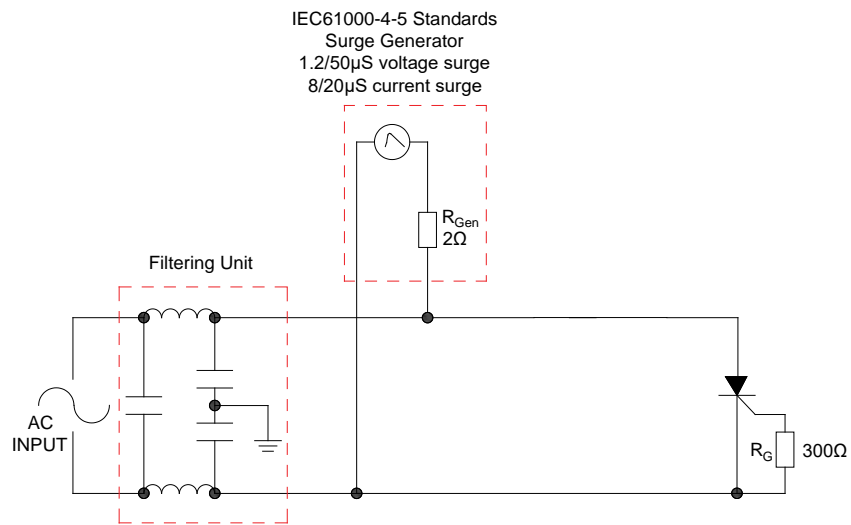 IEC61000-4-5 Standards
Surge Generator
1.2/50µS voltage surge
8/20µS current surge
RGen
2Ω
Filtering Unit
AC
INPUT
RG 300Ω